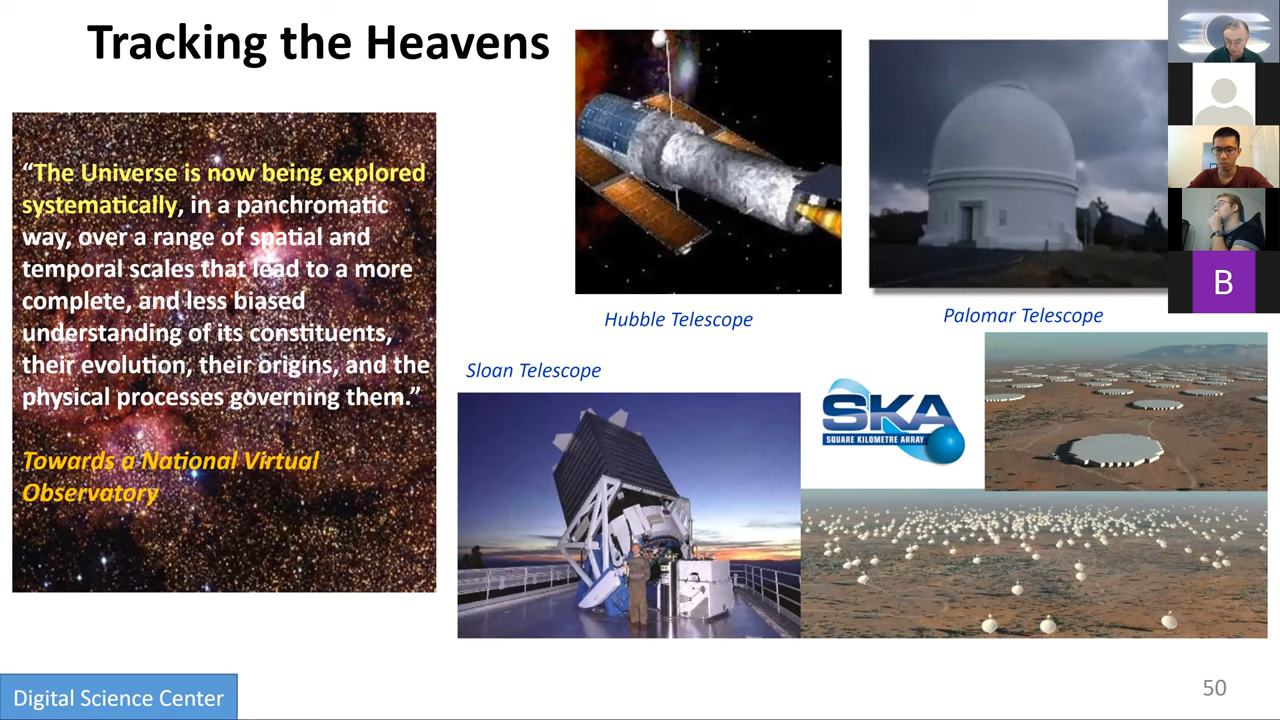 Tracking the Heavens
“The Universe is now being explored
systematically, in a panchromatic
way, over a range of spatial and
temporal scales that lead to a more
complete, and less biased
understanding of its constituents,
their evolution, their origins, and the
physical processes governing them.”
Towards a National Virtual
Observatory
Hubble Telescope
Palomar Telescope
Sloan Telescope
SKA
SQUARE KILOMETRE ARRAY
B
Digital Science Center
50